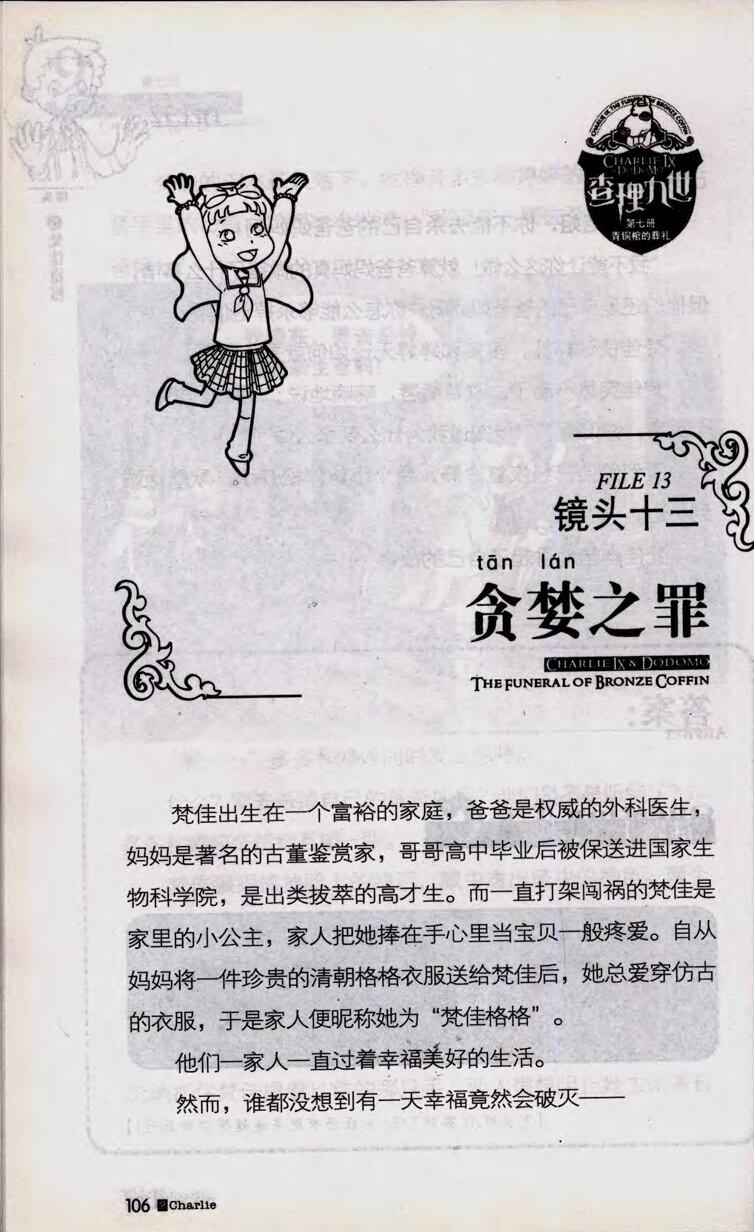 CHARLIE IX, THE FUNERAL OF BRONZE COFFIN
CHARLIE IX & DODOMO
查理九世
第七册
青铜棺的葬礼
FILE 13
镜头十三
tān lán
贪婪之罪
CHARLIE IX & DODOMO
THE FUNERAL OF BRONZE COFFIN
梵佳出生在一个富裕的家庭，爸爸是权威的外科医生，
妈妈是著名的古董鉴赏家，哥哥高中毕业后被保送进国家生
物科学院，是出类拔萃的高才生。而一直打架闯祸的梵佳是
家里的小公主，家人把她捧在手心里当宝贝一般疼爱。自从
妈妈将一件珍贵的清朝格格衣服送给梵佳后，她总爱穿仿古
的衣服，于是家人便昵称她为“梵佳格格”。
他们一家人一直过着幸福美好的生活。
然而，谁都没想到有一天幸福竟然会破灭——
106 Charlie